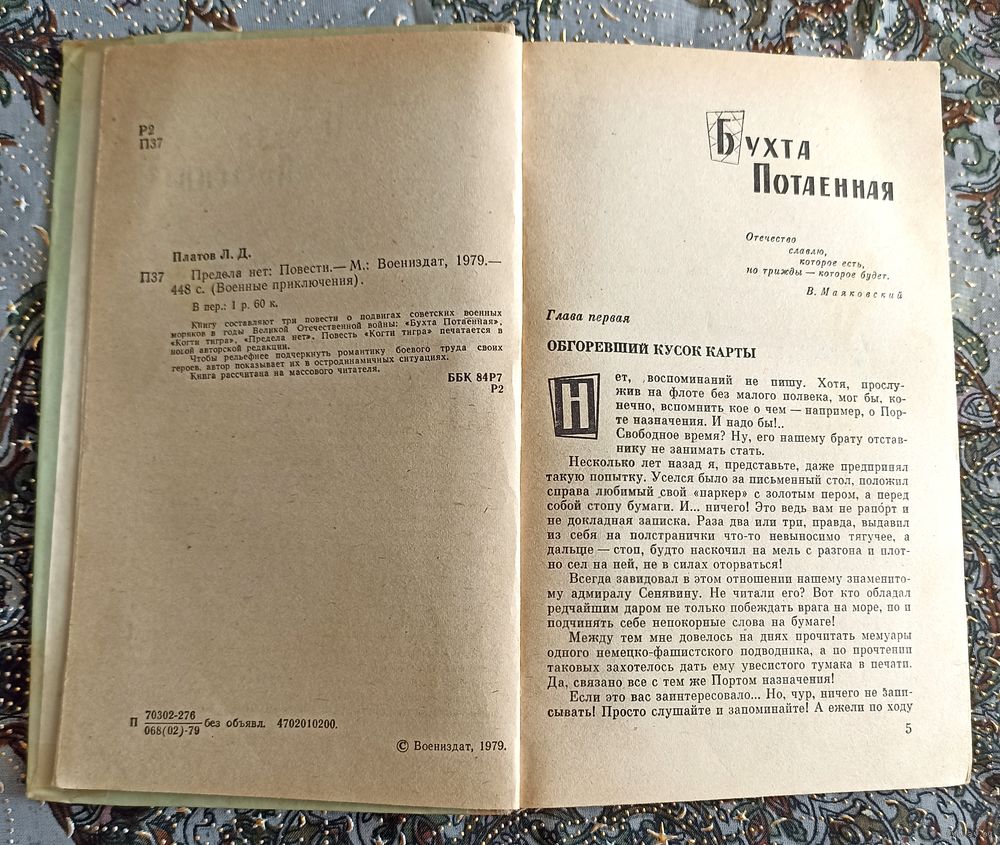 Р2
П37
Платов Л. Д.
П37 Предела нет: Повести.— М.: Воениздат, 1979.—
448 с. (Военные приключения).
В пер.: 1 р. 60 к.
Книгу составляют три повести о подвигах советских военных
моряков в годы Великой Отечественной войны: «Бухта Потаенная»,
«Когти тигра», «Предела нет». Повесть «Когти тигра» печатается в
новой авторской редакции.
Чтобы рельефнее подчеркнуть романтику боевого труда своих
героев, автор показывает их в остродинамичных ситуациях.
Книга рассчитана на массового читателя.
ББК 84Р7
Р2
П 70302-276
068(02)-79 без объявл. 4702010200.
© Воениздат, 1979.
Бухта
Потаенная
Отечество
славлю,
которое есть,
но трижды — которое будет.
В. Маяковский
Глава первая
ОБГОРЕВШИЙ КУСОК КАРТЫ
Нет, воспоминаний не пишу. Хотя, прослу-
жив на флоте без малого полвека, мог бы, ко-
нечно, вспомнить кое о чем — например, о Пор-
те назначения. И надо бы!..
Свободное время? Ну, его нашему брату отстав-
нику не занимать стать.
Несколько лет назад я, представьте, даже предпринял
такую попытку. Уселся было за письменный стол, положил
справа любимый свой «паркер» с золотым пером, а перед
собой стопу бумаги. И... ничего! Это ведь вам не рапорт и
не докладная записка. Раза два или три, правда, выдавил
из себя на полстранички что-то невыносимо тягучее, а
дальше — стоп, будто наскочил на мель с разгона и плот-
но сел на ней, не в силах оторваться!
Всегда завидовал в этом отношении нашему знаменито-
му адмиралу Сенявину. Не читали его? Вот кто обладал
редчайшим даром не только побеждать врага на море, но и
подчинять себе непокорные слова на бумаге!
Между тем мне довелось на днях прочитать мемуары
одного немецко-фашистского подводника, а по прочтении
таковых захотелось дать ему увесистого тумака в печати.
Да, связано все с тем же Портом назначения!
Если это вас заинтересовало... Но, чур, ничего не запи-
сывать! Просто слушайте и запоминайте! А ежели по ходу
5